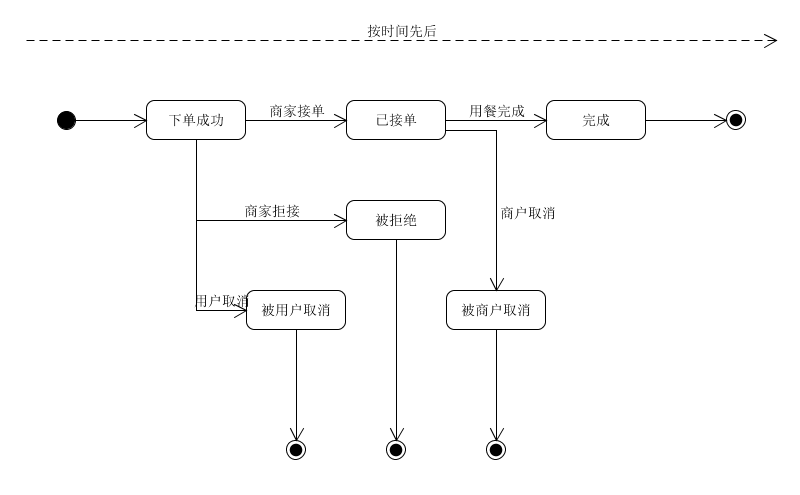 按时间先后
下单成功
商家接单
已接单
用餐完成
完成
商家拒接
被拒绝
商户取消
用户取消
被用户取消
被商户取消